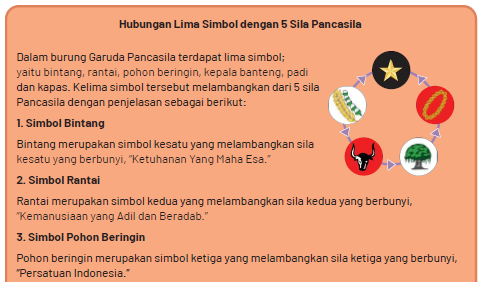 Hubungan Lima Simbol dengan 5 Sila Pancasila
Dalam burung Garuda Pancasila terdapat lima simbol;
yaitu bintang, rantai, pohon beringin, kepala banteng, padi
dan kapas. Kelima simbol tersebut melambangkan dari 5 sila
Pancasila dengan penjelasan sebagai berikut:
1. Simbol Bintang
Bintang merupakan simbol kesatu yang melambangkan sila
kesatu yang berbunyi, "Ketuhanan Yang Maha Esa."
2. Simbol Rantai
Rantai merupakan simbol kedua yang melambangkan sila kedua yang berbunyi,
"Kemanusiaan yang Adil dan Beradab."
3. Simbol Pohon Beringin
Pohon beringin merupakan simbol ketiga yang melambangkan sila ketiga yang berbunyi,
"Persatuan Indonesia."